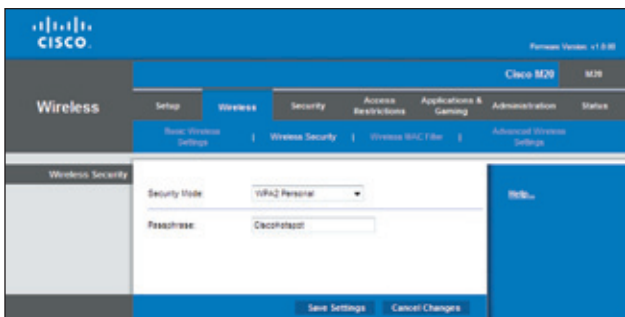 CISCO
Firmware Version: v1.0.00
Cisco M20
M20
Wireless
Setup
Wireless
Security
Access Restrictions
Applications & Gaming
Administration
Status
Basic Wireless Settings
Wireless Security
Wireless MAC Filter
Advanced Wireless Settings
Wireless Security
Security Mode:
WPA2 Personal
Passphrase:
Ciscohotspot
Help...
Save Settings
Cancel Changes